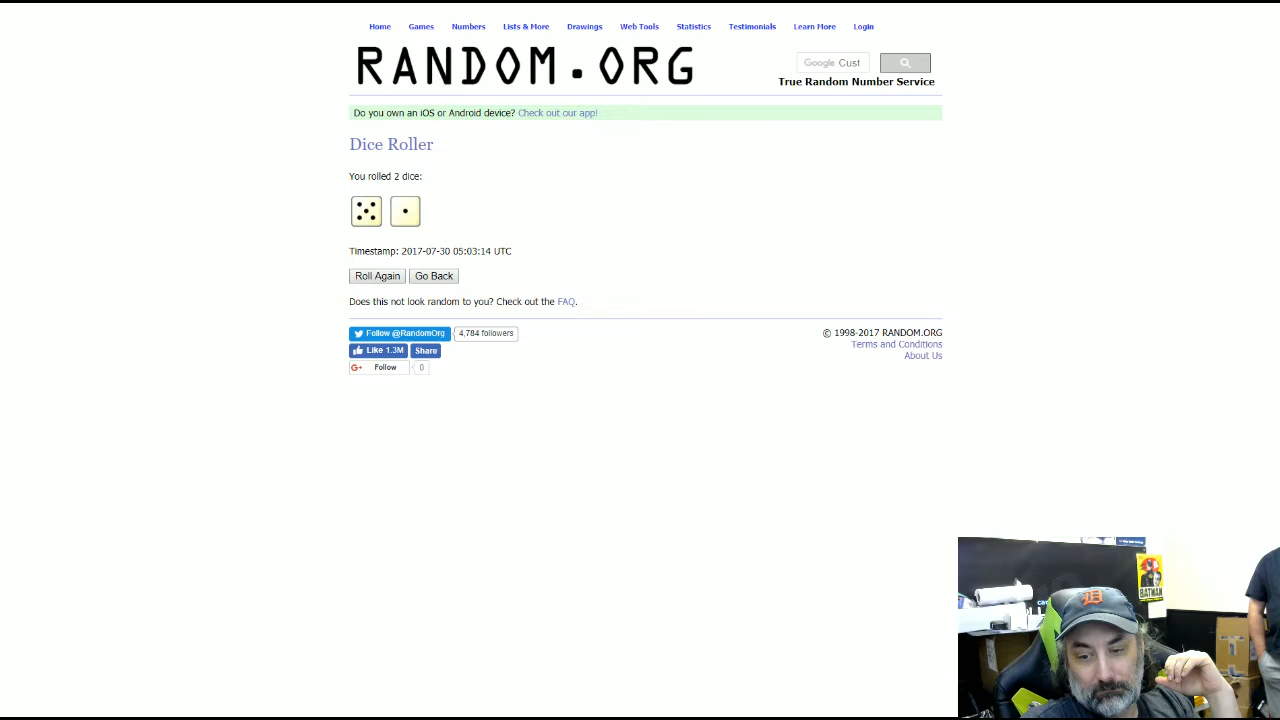 Home Games Numbers Lists & More Drawings Web Tools Statistics Testimonials Learn More Login
RANDOM.ORG
Google Cust
True Random Number Service
Do you own an iOS or Android device? Check out our app!
Dice Roller
You rolled 2 dice:
Timestamp: 2017-07-30 05:03:14 UTC
Roll Again Go Back
Does this not look random to you? Check out the FAQ.
Follow @RandomOrg 4,784 followers
Like 1.3M Share
G+ Follow 0
© 1998-2017 RANDOM.ORG
Terms and Conditions
About Us
BATMAN
D